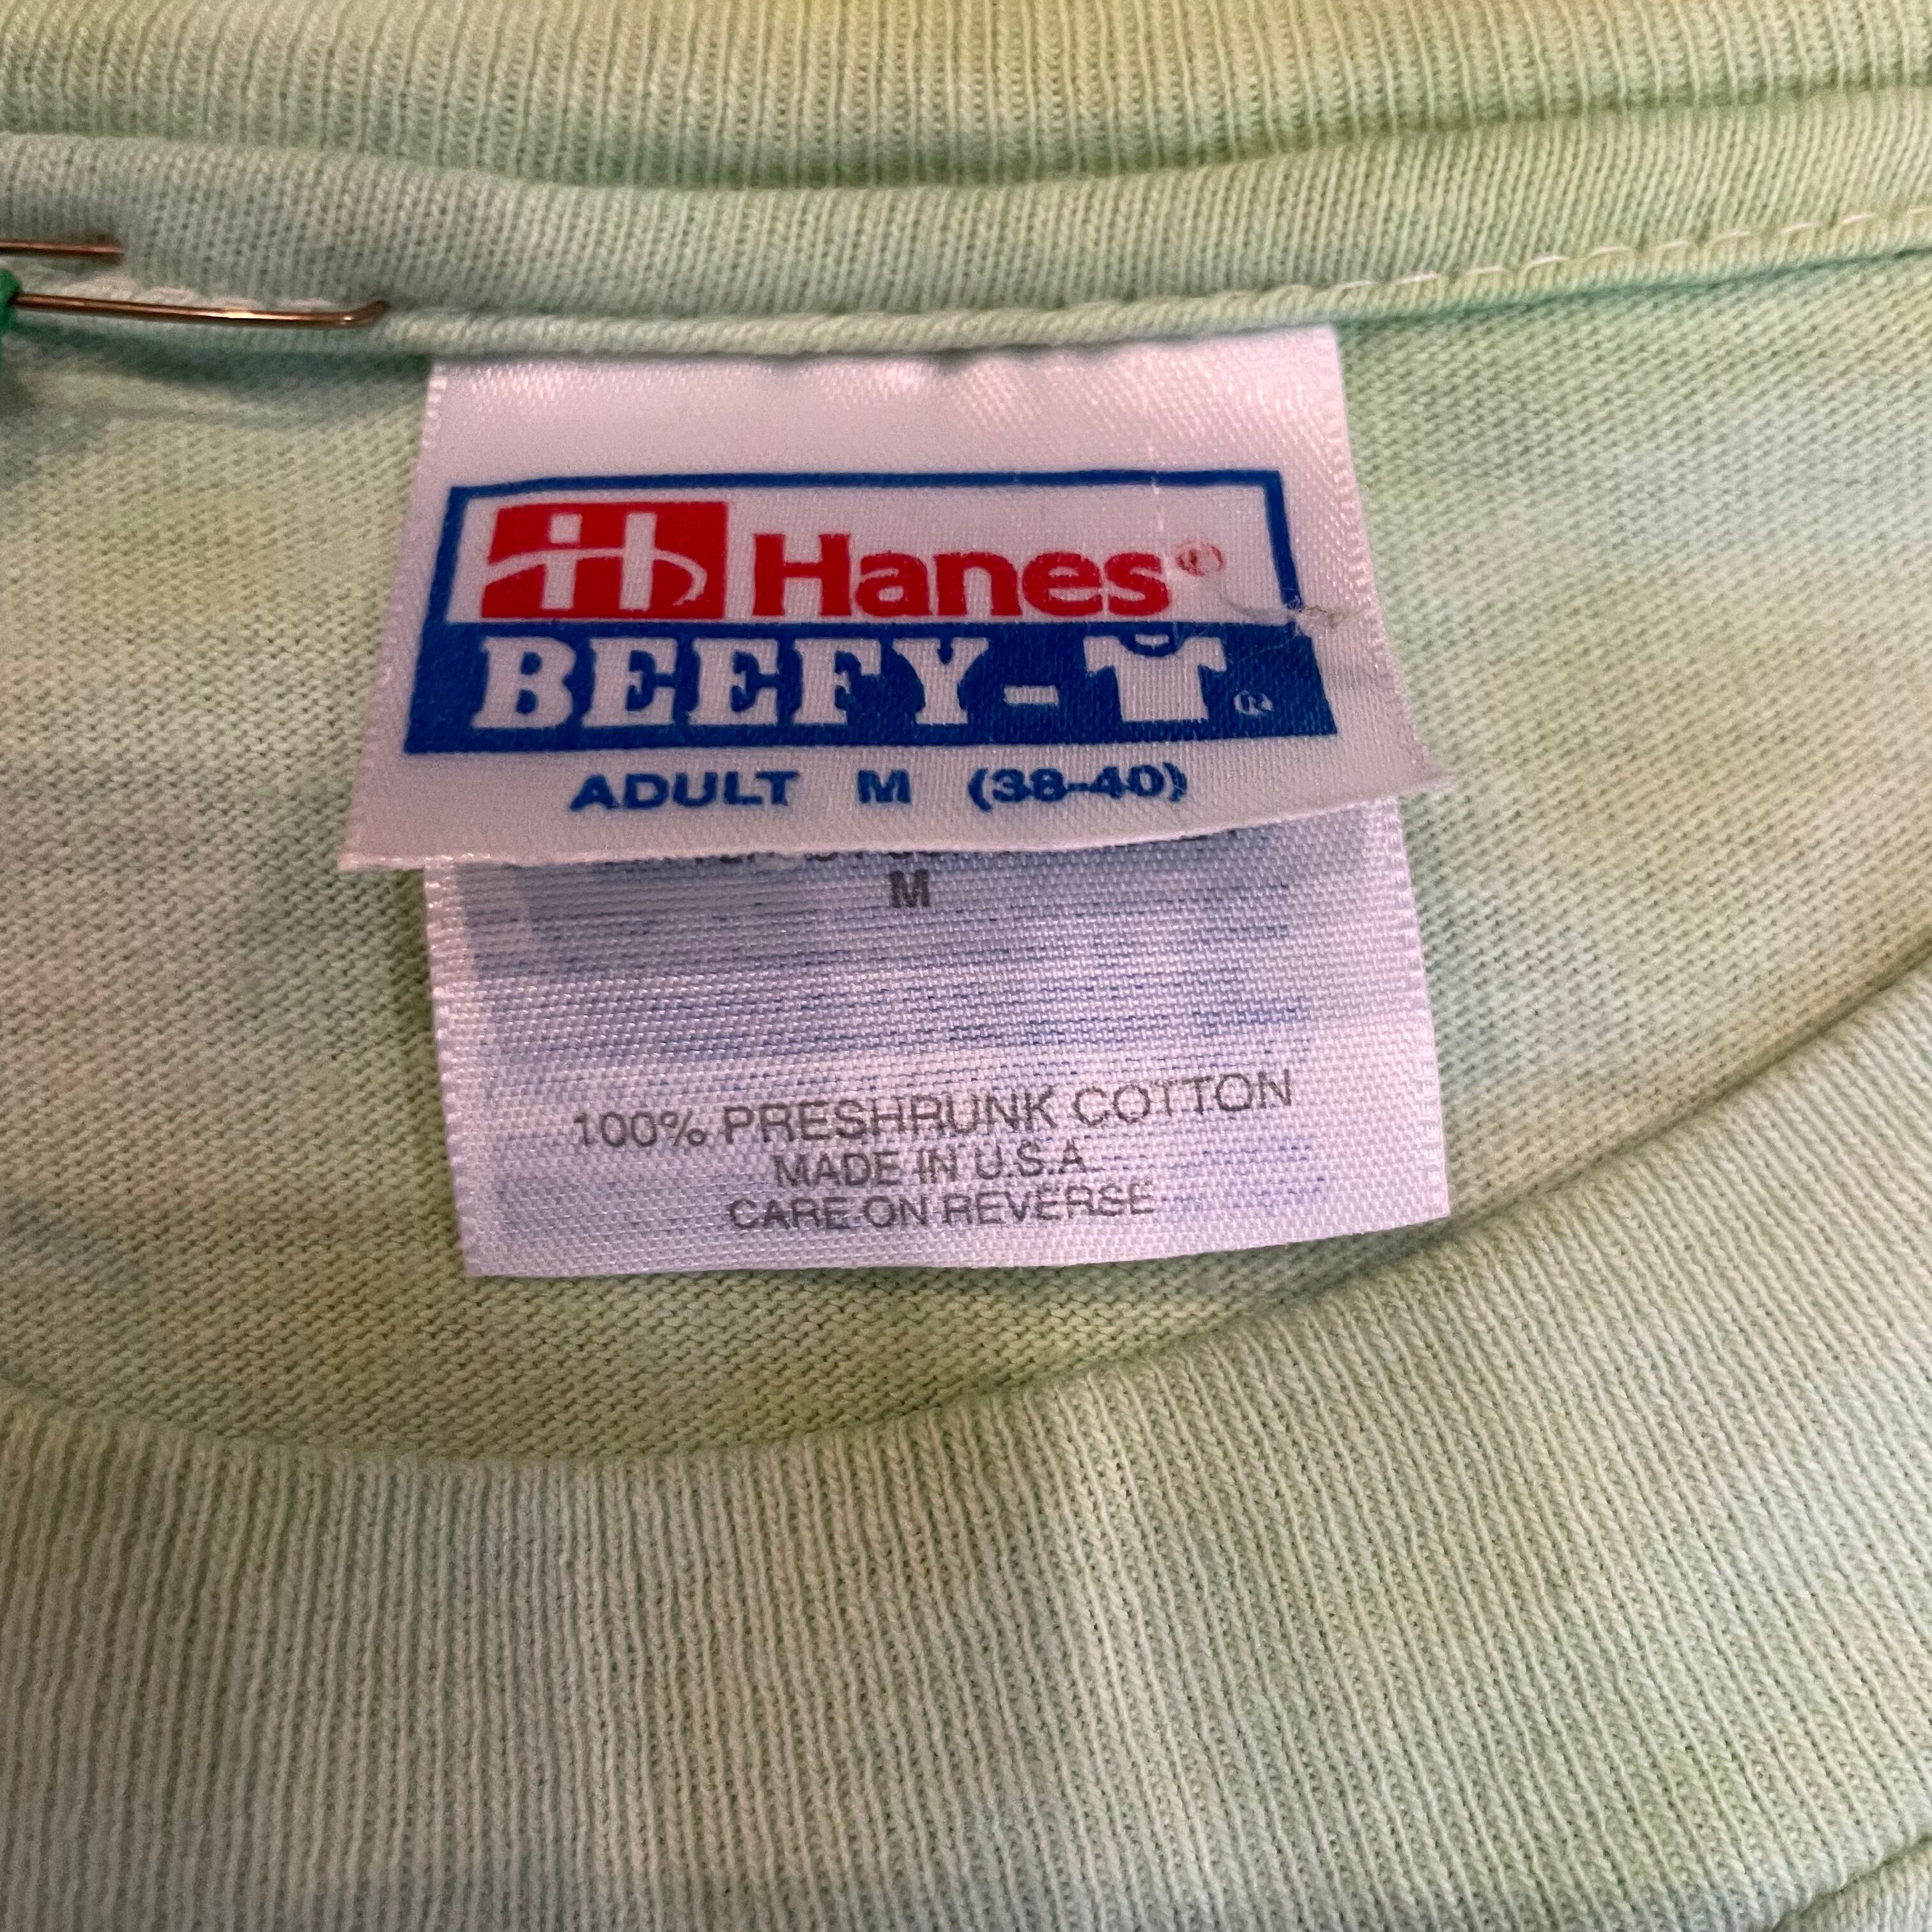 Hanes®
BEEFY-T®
ADULT M (38-40)
M
100% PRESHRUNK COTTON
MADE IN U.S.A.
CARE ON REVERSE